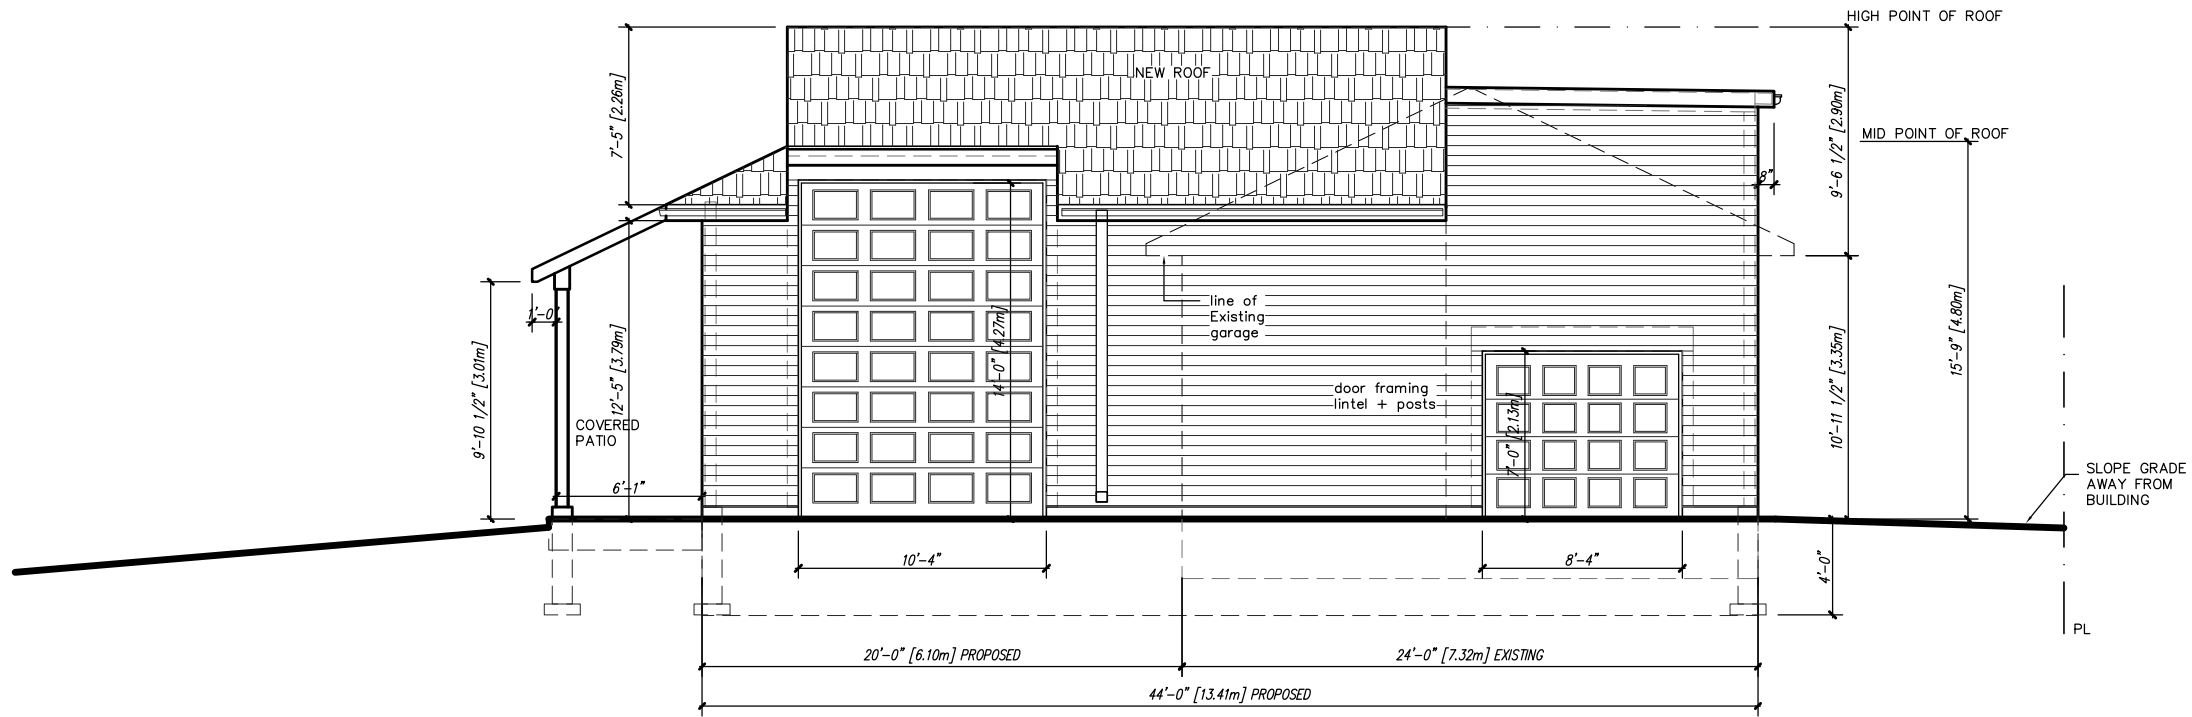 HIGH POINT OF ROOF
NEW ROOF
7'-5" [2.26m]
9'-6 1/2" [2.90m]
MID POINT OF ROOF
8"
line of
Existing
garage
1'-0"
14'-0" [4.27m]
12'-5" [3.79m]
9'-10 1/2" [3.01m]
10'-11 1/2" [3.35m]
15'-9" [4.80m]
door framing
lintel + posts
7'-0" [2.13m]
COVERED
PATIO
6'-1"
SLOPE GRADE
AWAY FROM
BUILDING
10'-4"
8'-4"
4'-0"
PL
20'-0" [6.10m] PROPOSED
24'-0" [7.32m] EXISTING
44'-0" [13.41m] PROPOSED